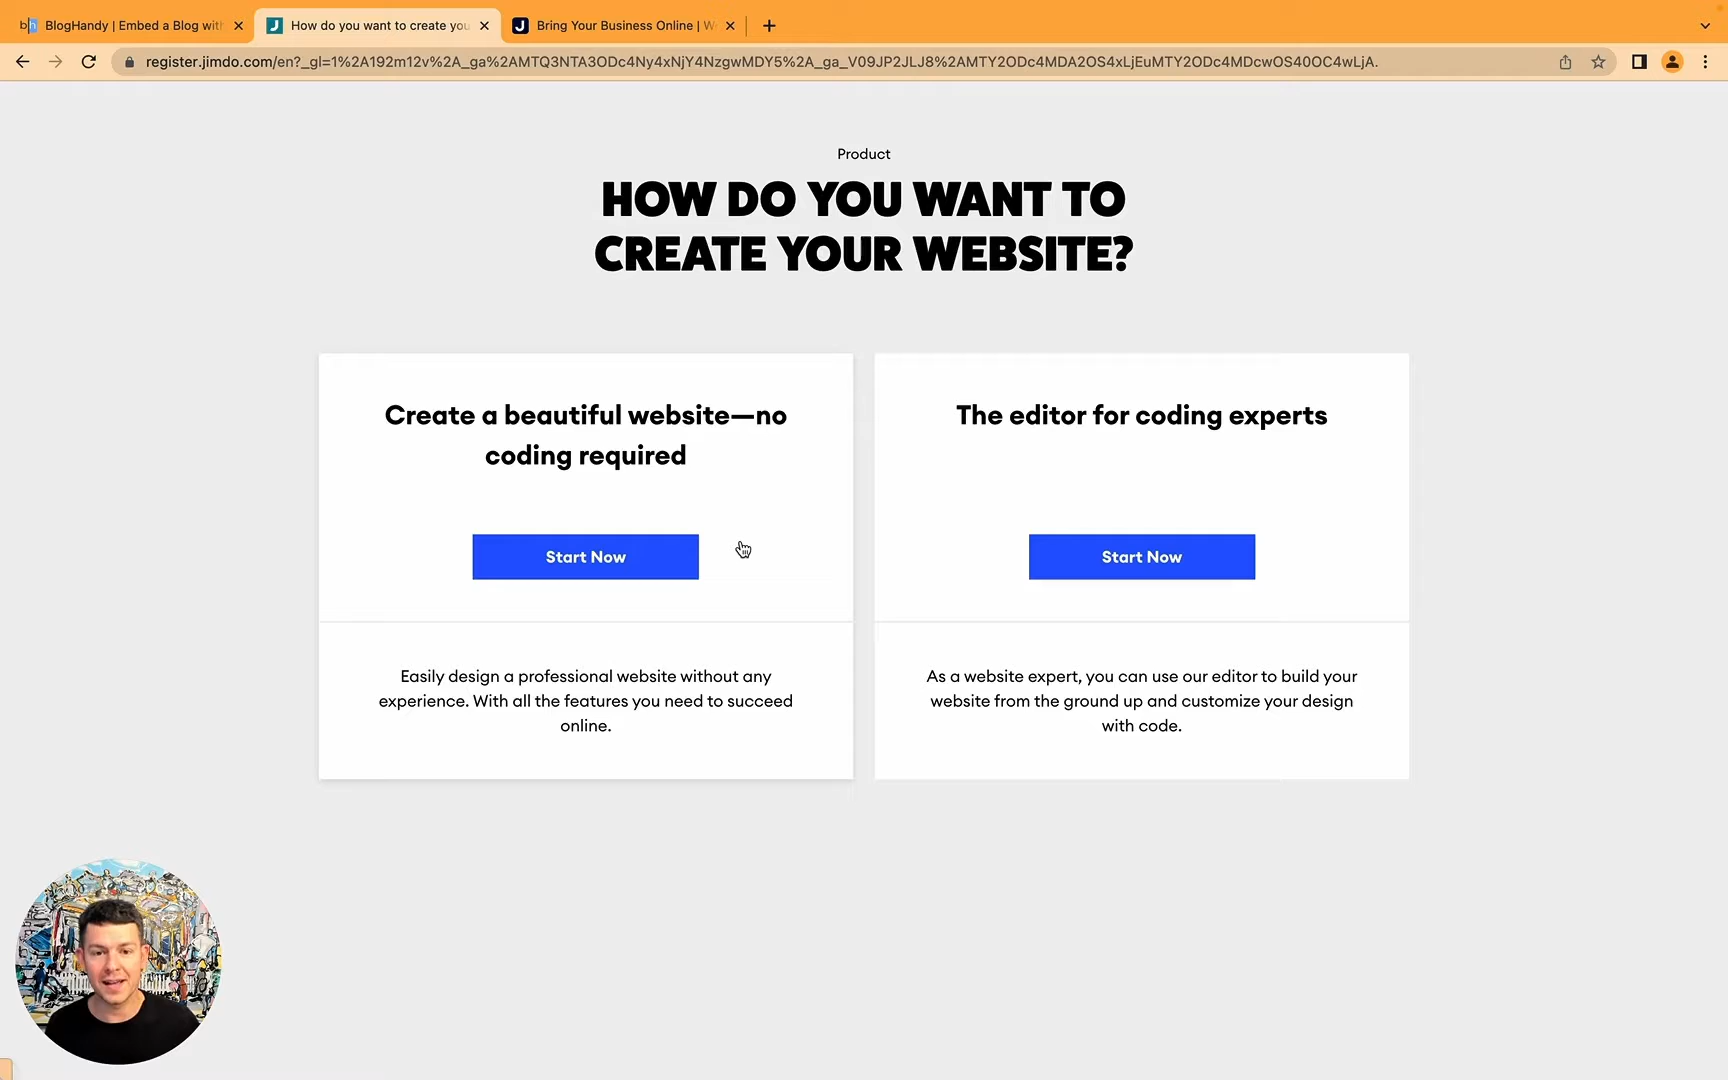 bh BlogHandy | Embed a Blog with
How do you want to create you
Bring Your Business Online | W
register.jimdo.com/en?_gl=1%2A192m12v%2A_ga%2AMTQ3NTA3ODc4Ny4xNjY4NzgwMDY5%2A_ga_V09JP2JLJ8%2AMTY2ODc4MDA2OS4xLjEuMTY2ODc4MDcwOS40OC4wLjA.
Product
HOW DO YOU WANT TO
CREATE YOUR WEBSITE?
Create a beautiful website—no
coding required
Start Now
Easily design a professional website without any
experience. With all the features you need to succeed
online.
The editor for coding experts
Start Now
As a website expert, you can use our editor to build your
website from the ground up and customize your design
with code.